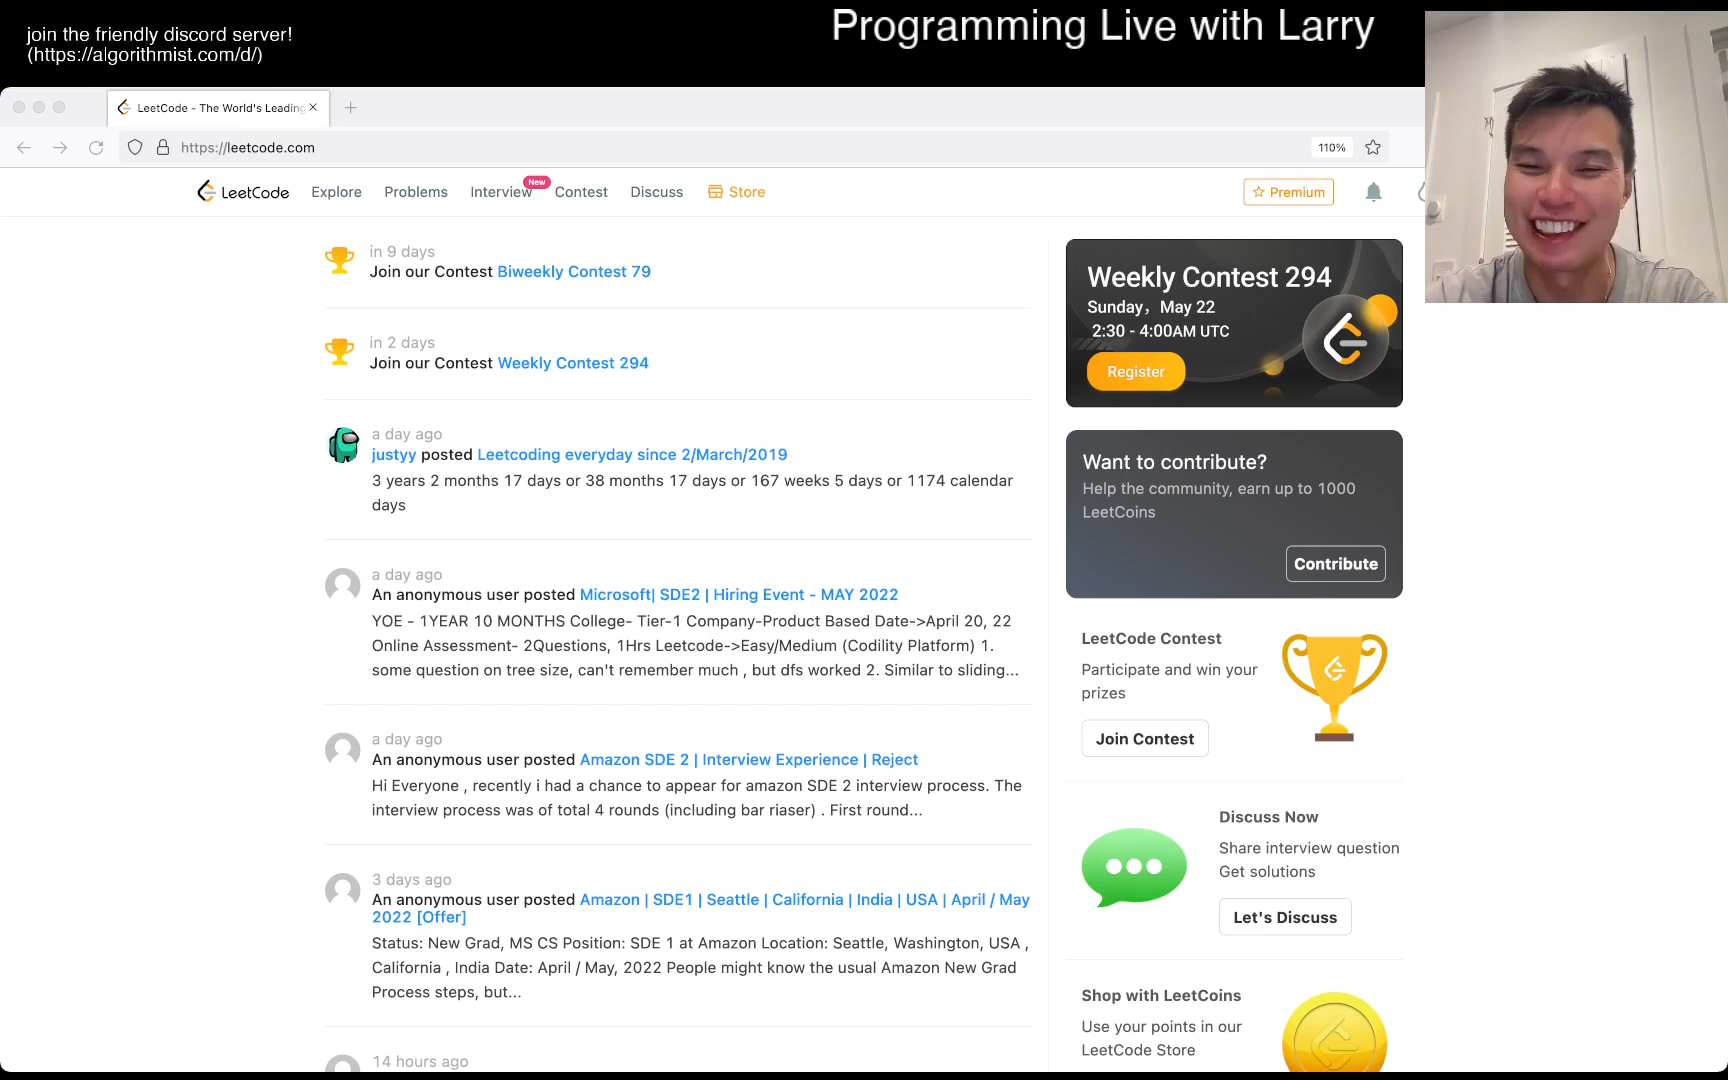 join the friendly discord server!
(https://algorithmist.com/d/)
Programming Live with Larry
LeetCode - The World's Leading
https://leetcode.com
110%
LeetCode
Explore
Problems
Interview
New
Contest
Discuss
Store
Premium
in 9 days
Join our Contest Biweekly Contest 79
in 2 days
Join our Contest Weekly Contest 294
a day ago
justyy posted Leetcoding everyday since 2/March/2019
3 years 2 months 17 days or 38 months 17 days or 167 weeks 5 days or 1174 calendar
days
a day ago
An anonymous user posted Microsoft| SDE2 | Hiring Event - MAY 2022
YOE - 1YEAR 10 MONTHS College- Tier-1 Company-Product Based Date->April 20, 22
Online Assessment- 2Questions, 1Hrs Leetcode->Easy/Medium (Codility Platform) 1.
some question on tree size, can't remember much , but dfs worked 2. Similar to sliding...
a day ago
An anonymous user posted Amazon SDE 2 | Interview Experience | Reject
Hi Everyone , recently i had a chance to appear for amazon SDE 2 interview process. The
interview process was of total 4 rounds (including bar riaser) . First round...
3 days ago
An anonymous user posted Amazon | SDE1 | Seattle | California | India | USA | April / May
2022 [Offer]
Status: New Grad, MS CS Position: SDE 1 at Amazon Location: Seattle, Washington, USA ,
California , India Date: April / May, 2022 People might know the usual Amazon New Grad
Process steps, but...
14 hours ago
Weekly Contest 294
Sunday, May 22
2:30 - 4:00AM UTC
Register
Want to contribute?
Help the community, earn up to 1000
LeetCoins
Contribute
LeetCode Contest
Participate and win your
prizes
Join Contest
Discuss Now
Share interview question
Get solutions
Let's Discuss
Shop with LeetCoins
Use your points in our
LeetCode Store